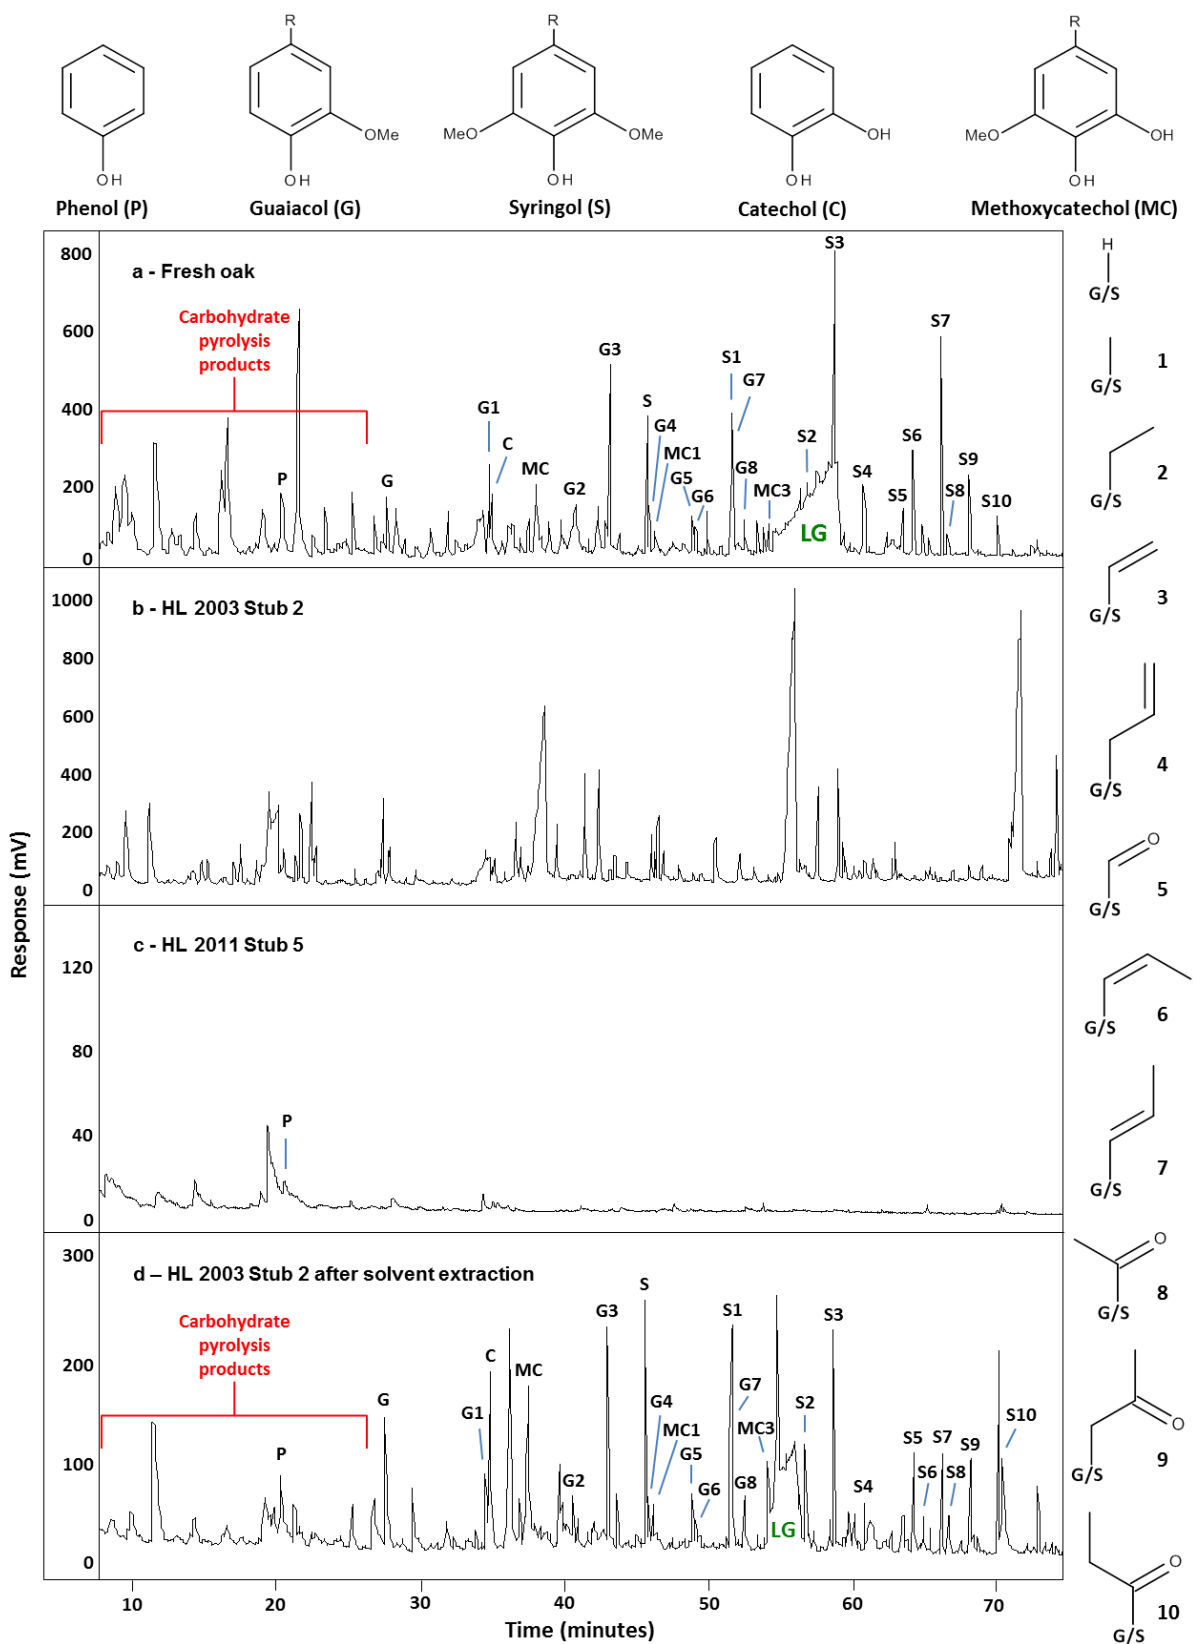 R
R
R
OMe
MeO
OMe
OH
MeO
OH
OH
OH
OH
OH
OH
Phenol (P)
Guaiacol (G)
Syringol (S)
Catechol (C)
Methoxycatechol (MC)
800
600
400
200
0
a - Fresh oak
Carbohydrate
pyrolysis
products
P
G
G1
C
MC
G2
G3
S
G4
MC1
G5
G6
S1
G7
G8
MC3
S2
LG
S3
S4
S5
S6
S7
S8
S9
S10
1000
800
600
400
200
0
b - HL 2003 Stub 2
120
80
40
0
c - HL 2011 Stub 5
P
300
200
100
0
d – HL 2003 Stub 2 after solvent extraction
Carbohydrate
pyrolysis
products
P
G
G1
C
MC
G2
G3
S
G4
MC1
G5
G6
S1
G7
MC3
G8
LG
S2
S3
S4
S5
S6
S7
S8
S9
S10
10
20
30
40
50
60
70
Time (minutes)
Response (mV)
H
G/S
1
G/S
2
G/S
3
G/S
4
G/S
O
5
G/S
6
G/S
7
G/S
O
8
G/S
O
9
G/S
O
10
G/S